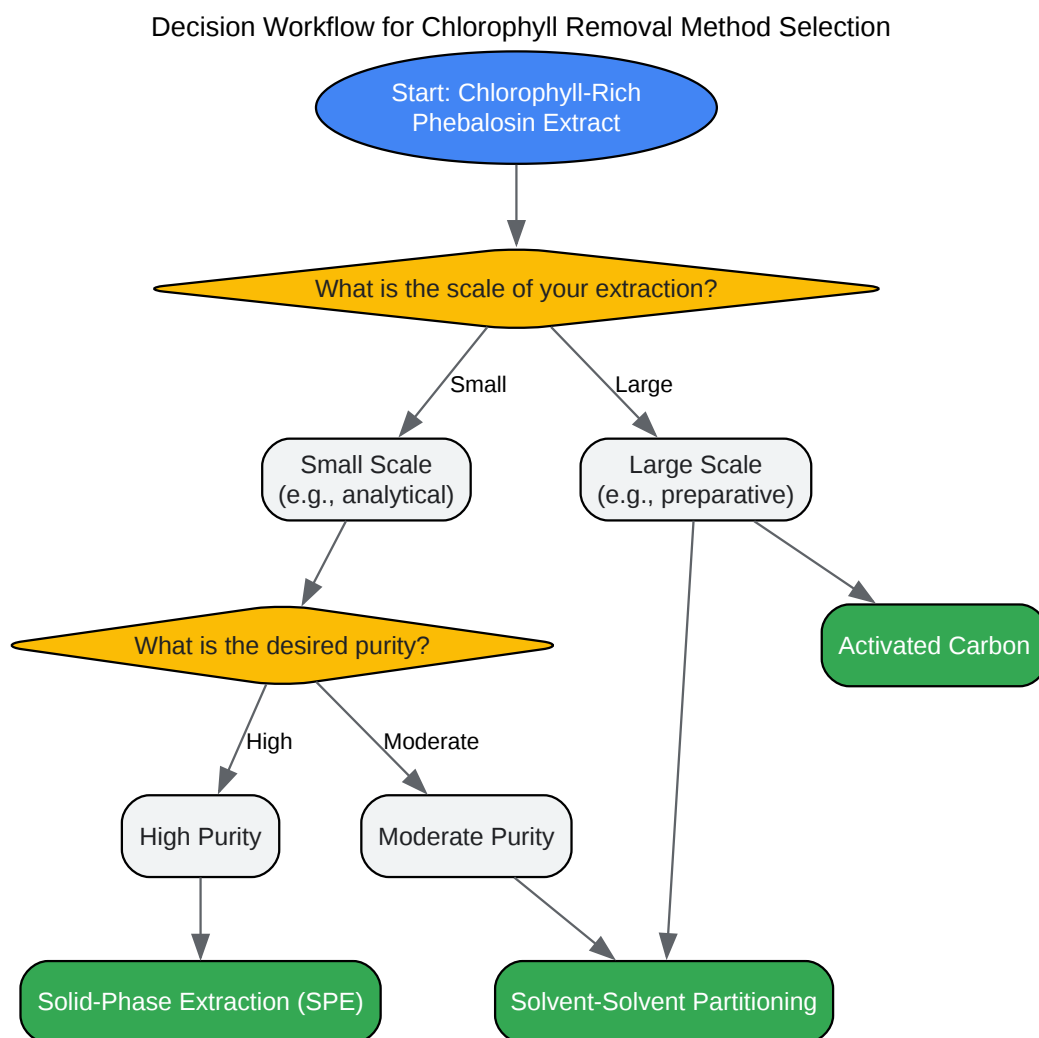 Decision Workflow for Chlorophyll Removal Method Selection
Start: Chlorophyll-Rich
Phebalosin Extract
What is the scale of your extraction?
Small
Large
Small Scale
(e.g., analytical)
Large Scale
(e.g., preparative)
What is the desired purity?
Activated Carbon
High
Moderate
High Purity
Moderate Purity
Solid-Phase Extraction (SPE)
Solvent-Solvent Partitioning